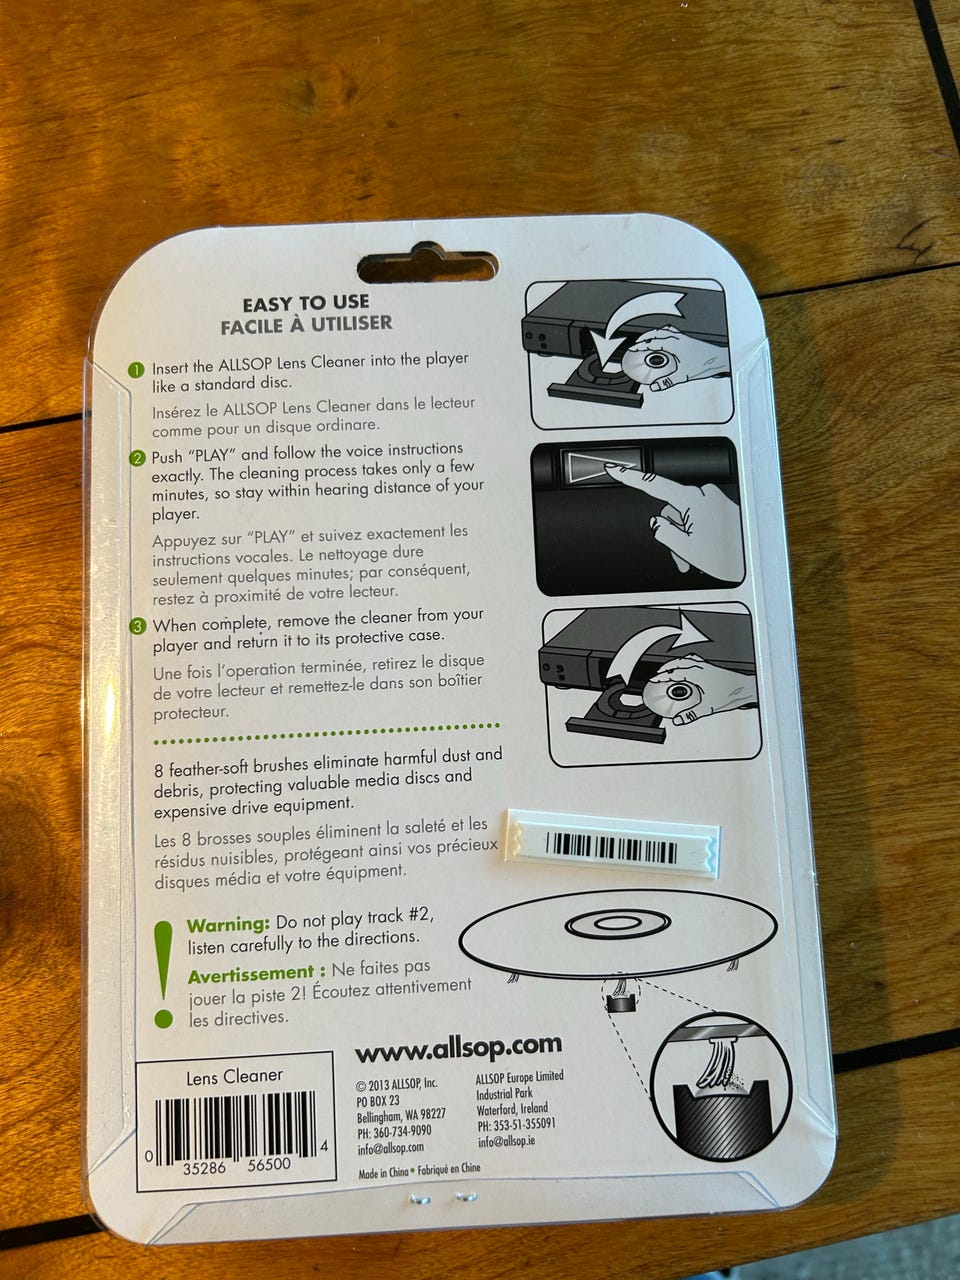 EASY TO USE
FACILE À UTILISER
1 Insert the ALLSOP Lens Cleaner into the player
like a standard disc.
Insérez le ALLSOP Lens Cleaner dans le lecteur
comme pour un disque ordinaire.
2 Push “PLAY” and follow the voice instructions
exactly. The cleaning process takes only a few
minutes, so stay within hearing distance of your
player.
Appuyez sur “PLAY” et suivez exactement les
instructions vocales. Le nettoyage dure
seulement quelques minutes; par conséquent,
restez à proximité de votre lecteur.
3 When complete, remove the cleaner from your
player and return it to its protective case.
Une fois l’operation terminée, retirez le disque
de votre lecteur et remettez-le dans son boîtier
protecteur.
8 feather-soft brushes eliminate harmful dust and
debris, protecting valuable media discs and
expensive drive equipment.
Les 8 brosses souples éliminent la saleté et les
résidus nuisibles, protégeant ainsi vos précieux
disques média et votre équipment.
! Warning: Do not play track #2,
listen carefully to the directions.
Avertissement : Ne faites pas
jouer la piste 2! Écoutez attentivement
les directives.
Lens Cleaner
0 35286 56500 4
www.allsop.com
© 2013 ALLSOP, Inc.
PO BOX 23
Bellingham, WA 98227
PH: 360-734-9090
info@allsop.com
ALLSOP Europe Limited
Industrial Park
Waterford, Ireland
PH: 353-51-355091
info@allsop.ie
Made in China • Fabriqué en Chine